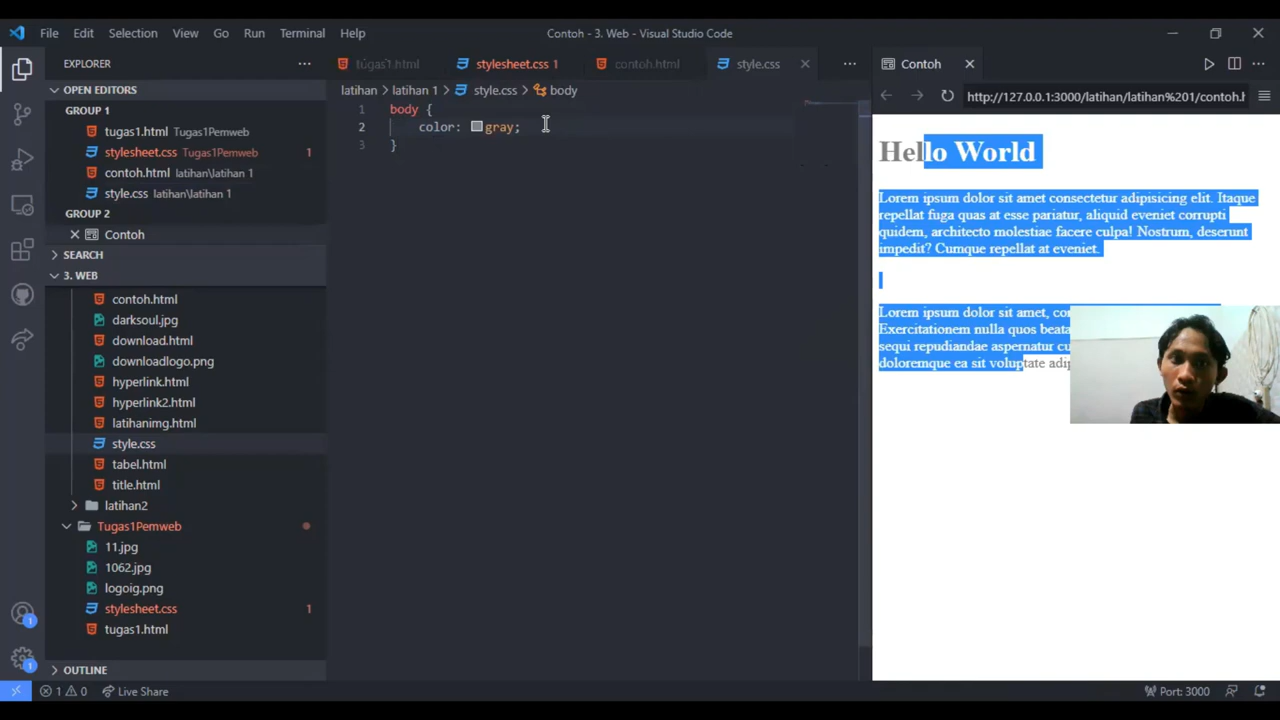 File Edit Selection View Go Run Terminal Help
Contoh - 3. Web - Visual Studio Code
EXPLORER
OPEN EDITORS
GROUP 1
tugas1.html Tugas1Pemweb
stylesheet.css Tugas1Pemweb 1
contoh.html latihan\latihan 1
style.css latihan\latihan 1
GROUP 2
Contoh
SEARCH
3. WEB
contoh.html
darksoul.jpg
download.html
downloadlogo.png
hyperlink.html
hyperlink2.html
latihanimg.html
style.css
tabel.html
title.html
latihan2
Tugas1Pemweb
11.jpg
1062.jpg
logoig.png
stylesheet.css 1
tugas1.html
OUTLINE
tugas1.html stylesheet.css 1 contoh.html style.css
latihan > latihan 1 > style.css > body
1 body {
2 color: gray;
3 }
Contoh
http://127.0.0.1:3000/latihan/latihan%201/contoh.h
Hello World
Lorem ipsum dolor sit amet consectetur adipisicing elit. Itaque
repellat fuga quas at esse pariatur, aliquid eveniet corrupti
quidem, architecto molestiae facere culpa! Nostrum, deserunt
impedit? Cumque repellat at eveniet.
Lorem ipsum dolor sit amet,
Exercitationem nulla quos
sequi repudiandae aspernatur
doloremque ea sit voluptate
1 0 Live Share
Port: 3000
1
1